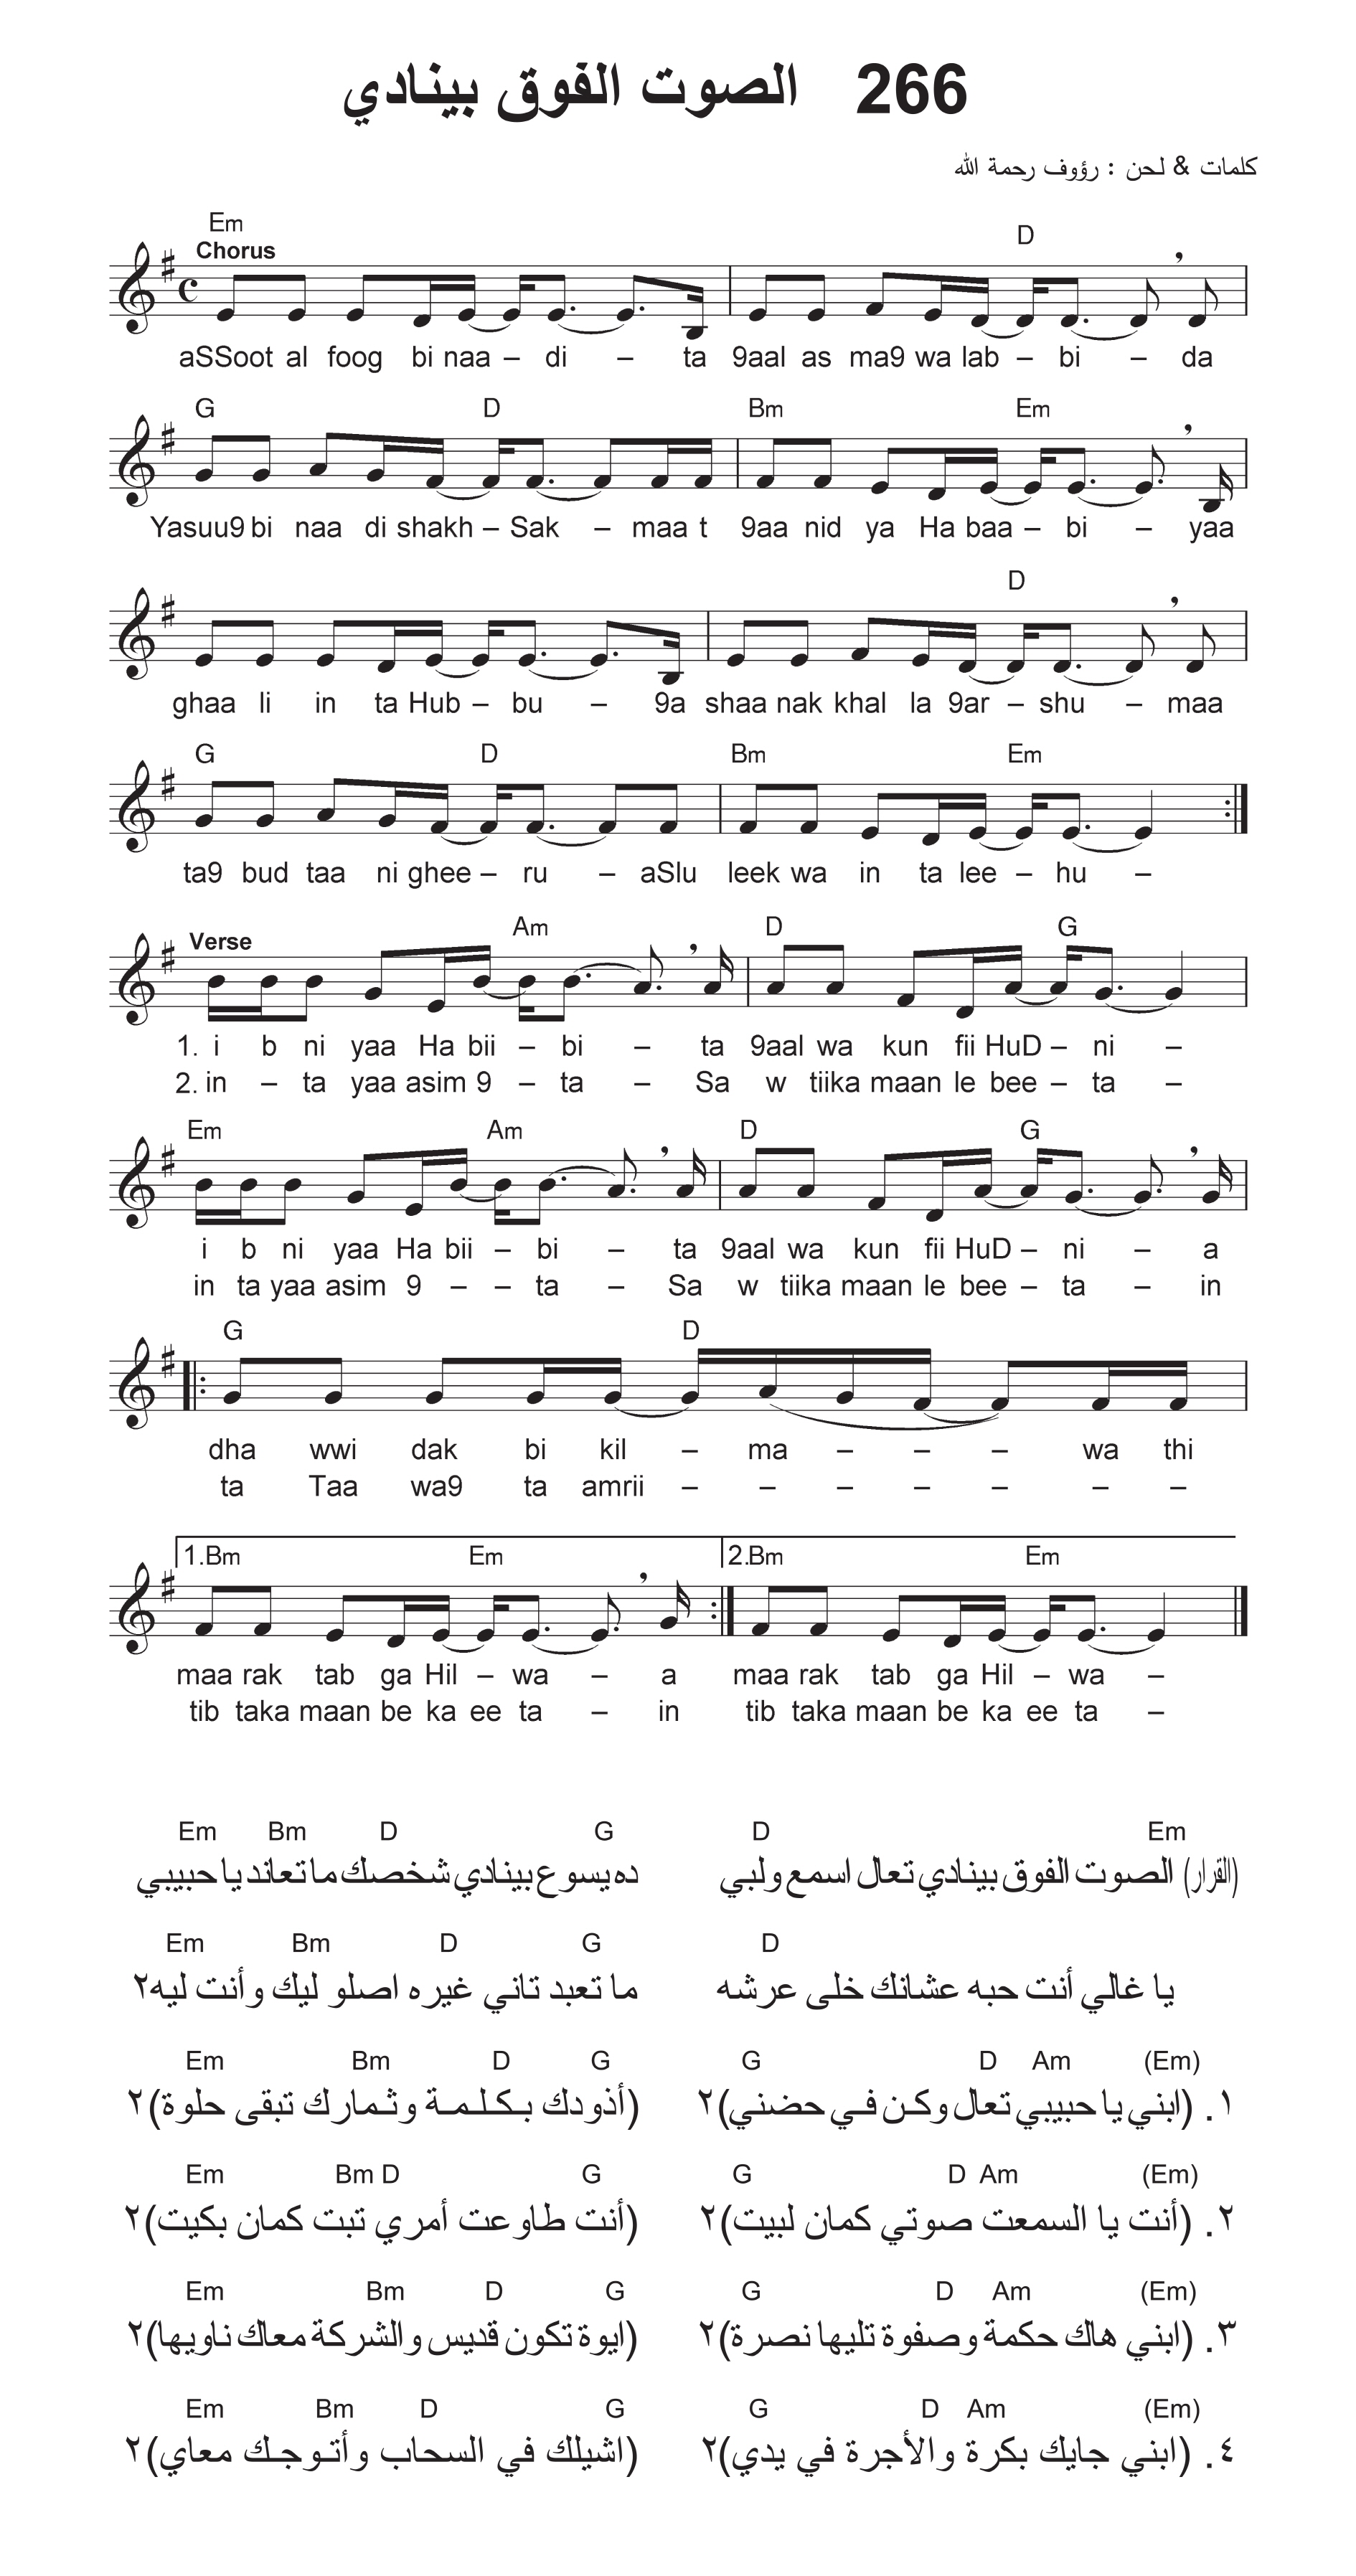 266 الصوت الفوق بينادي
كلمات & لحن : رؤوف رحمة الله
Em
Chorus
D
aSSoot al foog bi naa – di – ta 9aal as ma9 wa lab – bi – da
G D Bm Em
Yasuu9 bi naa di shakh – Sak – maa t 9aa nid ya Ha baa – bi – yaa
D
ghaa li in ta Hub – bu – 9a shaa nak khal la 9ar – shu – maa
G D Bm Em
ta9 bud taa ni ghee – ru – aSlu leek wa in ta lee – hu –
Verse Am D G
1. i b ni yaa Ha bii – bi – ta 9aal wa kun fii HuD – ni –
2. in – ta yaa asim 9 – ta – Sa w tiika maan le bee – ta –
Em Am D G
i b ni yaa Ha bii – bi – ta 9aal wa kun fii HuD – ni – a
in ta yaa asim 9 – – ta – Sa w tiika maan le bee – ta – in
G D
dha wwi dak bi kil – ma – – – wa thi
ta Taa wa9 ta amrii – – – – – – –
1. Bm Em 2. Bm Em
maa rak tab ga Hil – wa – a maa rak tab ga Hil – wa –
tib taka maan be ka ee ta – in tib taka maan be ka ee ta –
Em Bm D G D Em
(القرار) الصوت الفوق بينادي تعال اسمع ولبي ده يسوع بينادي شخصك ما تعاند يا حبيبي
Em Bm D G D
يا غالي أنت حبه عشانك خلى عرشه ما تعبد تاني غيره اصلو ليك وأنت ليه٢
Em Bm D G G D Am (Em)
١. (ابني يا حبيبي تعال وكن في حضني)٢ (أذودك بكلمة وثمارك تبقى حلوة)٢
Em Bm D G G D Am (Em)
٢. (أنت يا السمعت صوتي كمان لبيت)٢ (أنت طاوعت أمري تبت كمان بكيت)٢
Em Bm D G G D Am (Em)
٣. (ابني هاك حكمة وصفوة تليها نصرة)٢ (ايوة تكون قديس والشركة معاك ناويها)٢
Em Bm D G G D Am (Em)
٤. (ابني جايك بكرة والأجرة في يدي)٢ (اشيلك في السحاب وأتوجك معاي)٢